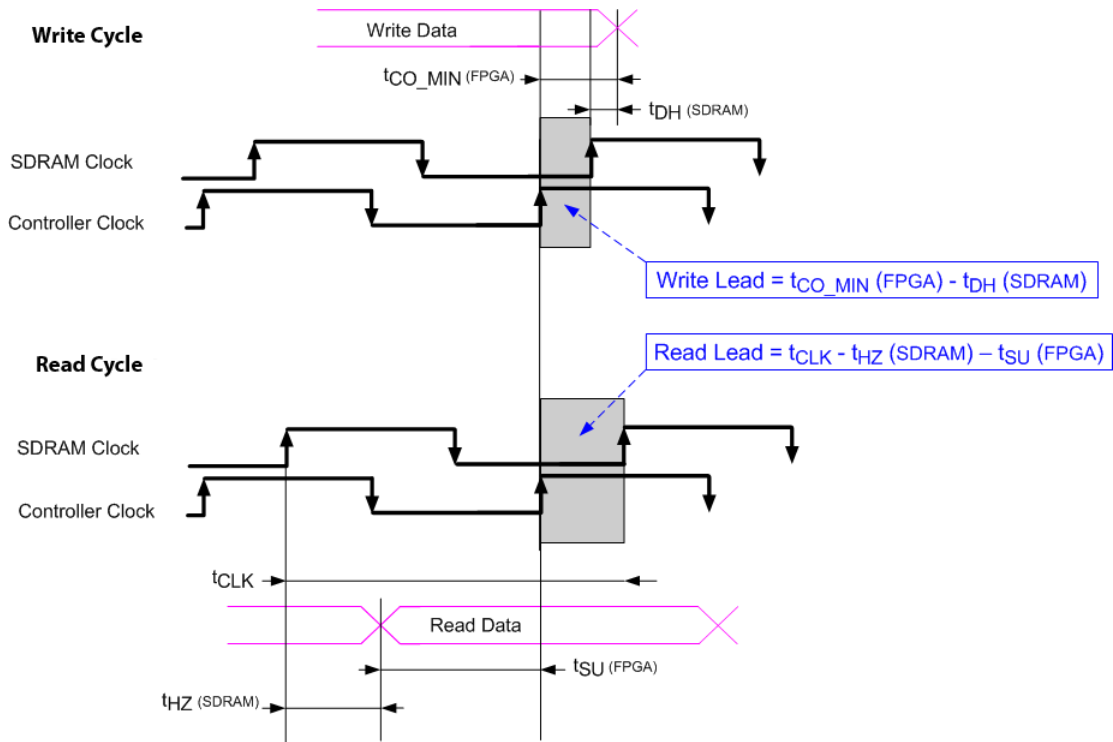 Write Cycle
Write Data
tCO_MIN (FPGA)
tDH (SDRAM)
SDRAM Clock
Controller Clock
Write Lead = tCO_MIN (FPGA) - tDH (SDRAM)
Read Lead = tCLK - tHZ (SDRAM) – tSU (FPGA)
Read Cycle
SDRAM Clock
Controller Clock
tCLK
Read Data
tSU (FPGA)
tHZ (SDRAM)